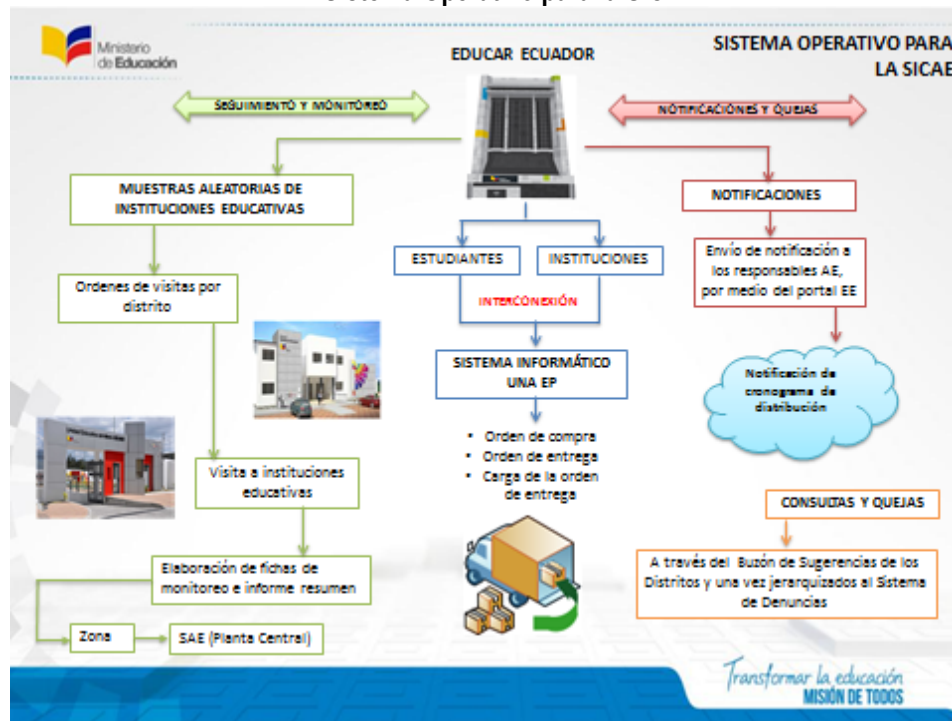 Ministerio
de Educación
EDUCAR ECUADOR
SISTEMA OPERATIVO PARA
LA SICAE
SEGUIMIENTO Y MONITOREO
NOTIFICACIONES Y QUEJAS
MUESTRAS ALEATORIAS DE
INSTITUCIONES EDUCATIVAS
NOTIFICACIONES
ESTUDIANTES
INSTITUCIONES
Envío de notificación a
los responsables AE,
por medio del portal EE
Ordenes de visitas por
distrito
INTERCONEXIÓN
SISTEMA INFORMÁTICO
UNA EP
Notificación de
cronograma de
distribución
• Orden de compra
• Orden de entrega
• Carga de la orden
de entrega
Visita a instituciones
educativas
CONSULTAS Y QUEJAS
Elaboración de fichas de
monitoreo e informe resumen
A través del Buzón de Sugerencias de los
Distritos y una vez jerarquizados al Sistema
de Denuncias
Zona
SAE (Planta Central)
Transformar la educación
MISIÓN DE TODOS